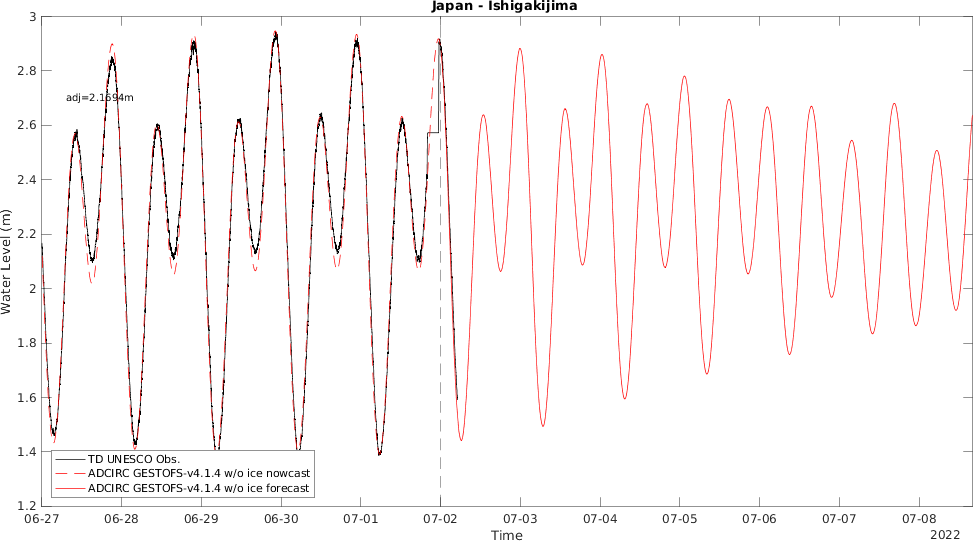 Japan - Ishigakijima
3
2.8
adj=2.1694m
2.6
2.4
2.2
2
1.8
1.6
1.4
1.2
Water Level (m)
TD UNESCO Obs.
ADCIRC GESTOFS-v4.1.4 w/o ice nowcast
ADCIRC GESTOFS-v4.1.4 w/o ice forecast
06-27 06-28 06-29 06-30 07-01 07-02 07-03 07-04 07-05 07-06 07-07 07-08
Time
2022